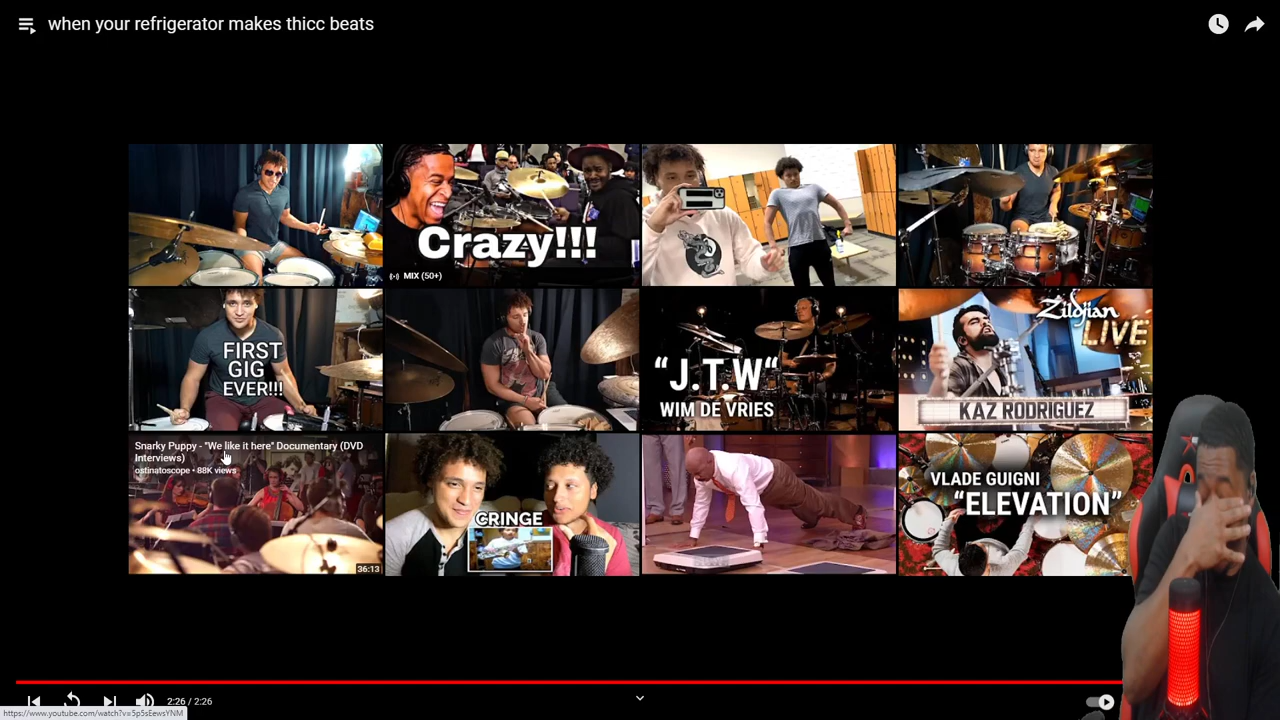 when your refrigerator makes thicc beats
Crazy!!!
MIX (50+)
FIRST
GIG
EVER!!!
"J.T.W"
WIM DE VRIES
Zildjian
LIVE
KAZ RODRIGUEZ
Snarky Puppy - "We like it here" Documentary (DVD
Interviews)
ostinatoscope • 88K views
36:13
CRINGE
VLADE GUIGNI
"ELEVATION"
2:26 / 2:26
https://www.youtube.com/watch?v=5p5sEewsYNM